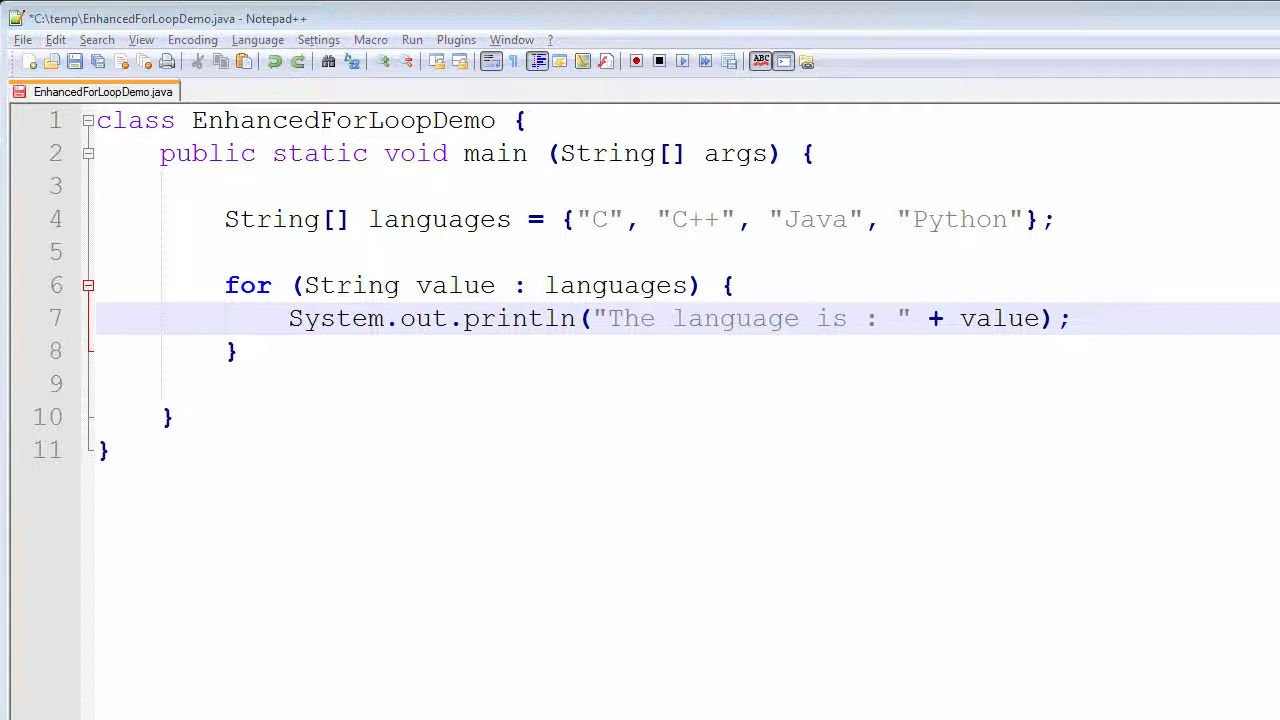 *C:\temp\EnhancedForLoopDemo.java - Notepad++
File Edit Search View Encoding Language Settings Macro Run Plugins Window ?
ABC
EnhancedForLoopDemo.java
1 class EnhancedForLoopDemo {
2 public static void main (String[] args) {
3
4 String[] languages = {"C", "C++", "Java", "Python"};
5
6 for (String value : languages) {
7 System.out.println("The language is : " + value);
8 }
9
10 }
11 }